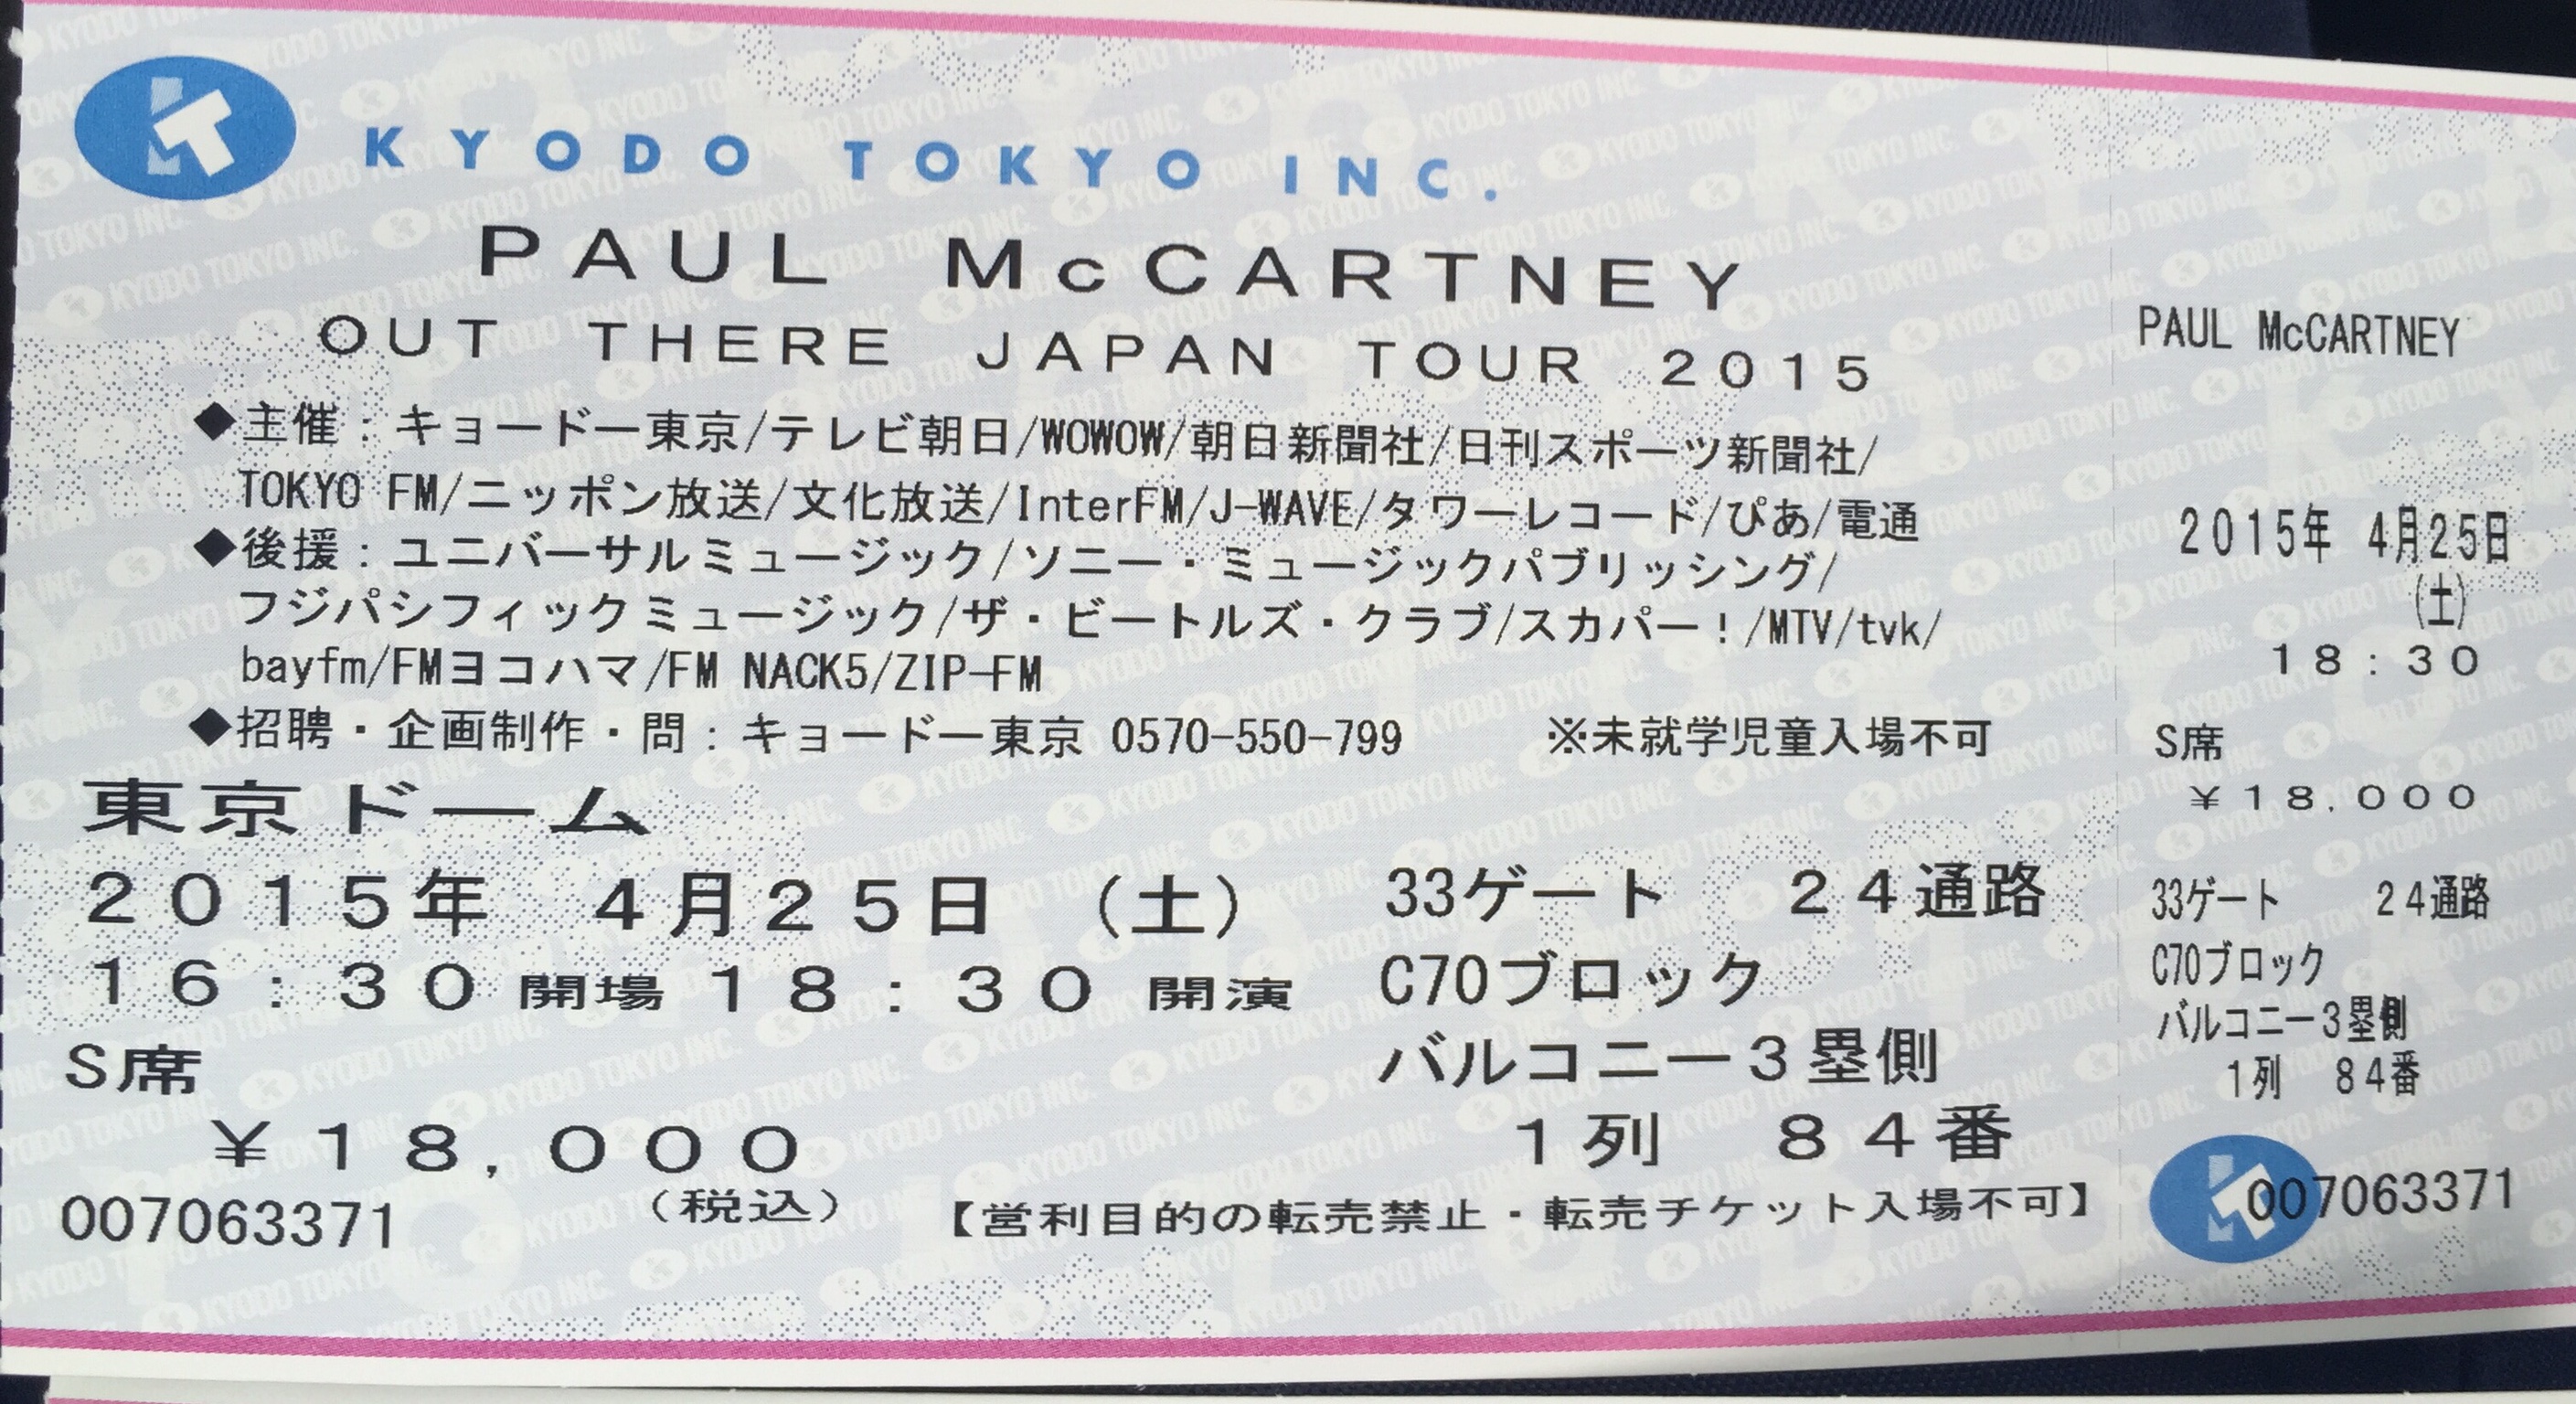 KYODO TOKYO INC.
PAUL McCARTNEY
OUT THERE JAPAN TOUR 2015
◆主催：キョードー東京/テレビ朝日/WOWOW/朝日新聞社/日刊スポーツ新聞社/
TOKYO FM/ニッポン放送/文化放送/InterFM/J-WAVE/タワーレコード/ぴあ/電通
◆後援：ユニバーサルミュージック/ソニー・ミュージックパブリッシング/
フジパシフィックミュージック/ザ・ビートルズ・クラブ/スカパー！/MTV/tvk/
bayfm/FMヨコハマ/FM NACK5/ZIP-FM
◆招聘・企画制作・問：キョードー東京 0570-550-799 ※未就学児童入場不可
東京ドーム
2015年 4月25日 （土）
16：30 開場 18：30 開演
S席
￥18,000
（税込）
007063371
33ゲート 24通路
C70ブロック
バルコニー3塁側
1列 84番
【営利目的の転売禁止・転売チケット入場不可】
PAUL McCARTNEY
2015年 4月25日
（土）
18：30
S席
￥18,000
33ゲート 24通路
C70ブロック
バルコニー3塁側
1列 84番
007063371